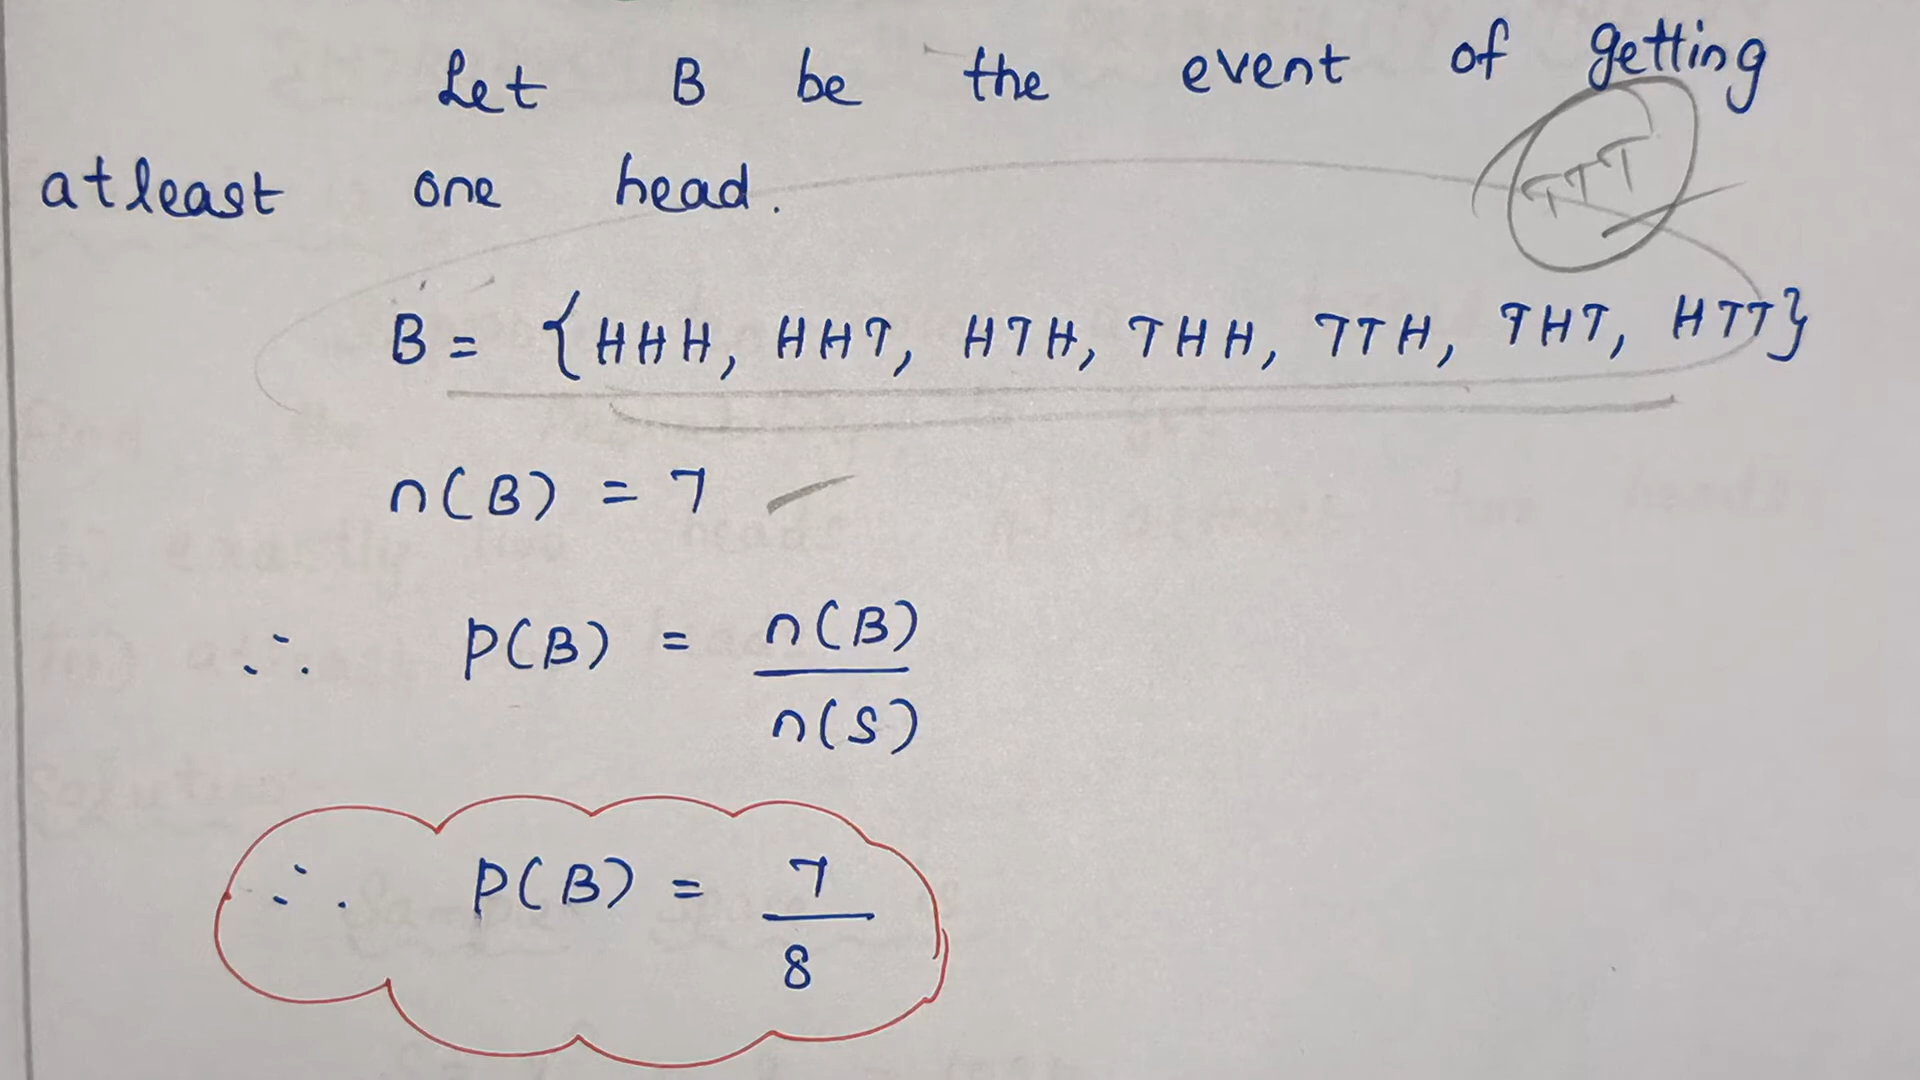 Let B be the event of getting
atleast one head.
TTT
B = {HHH, HHT, HTH, THH, TTH, THT, HTT}
n(B) = 7
∴ P(B) = n(B)
n(S)
∴ P(B) = 7
8